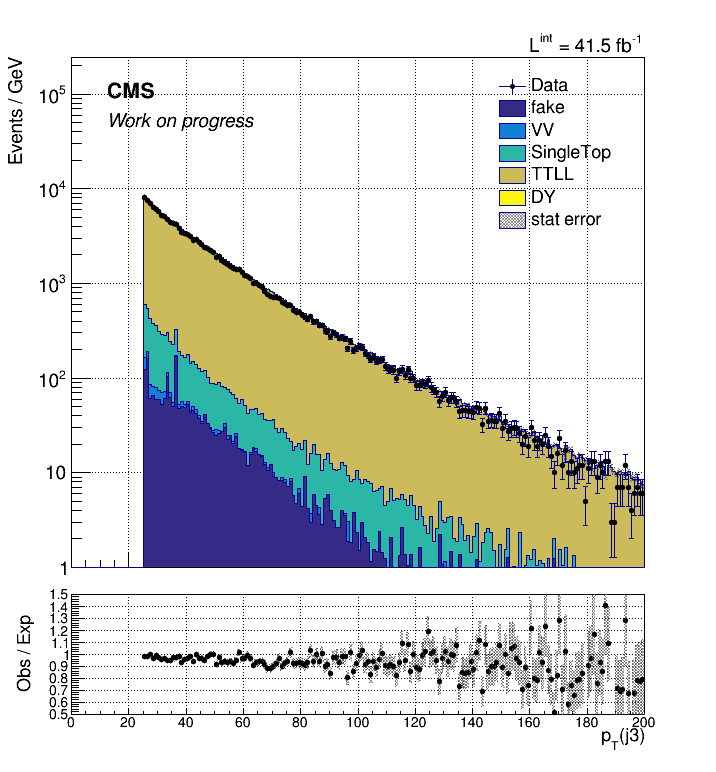 L^int = 41.5 fb^-1
Events / GeV
CMS
Work on progress
Data
fake
VV
SingleTop
TTLL
DY
stat error
10^5
10^4
10^3
10^2
10
1
Obs / Exp
1.5
1.4
1.3
1.2
1.1
1
0.9
0.8
0.7
0.6
0.5
0 20 40 60 80 100 120 140 160 180 200
p_T(j3)